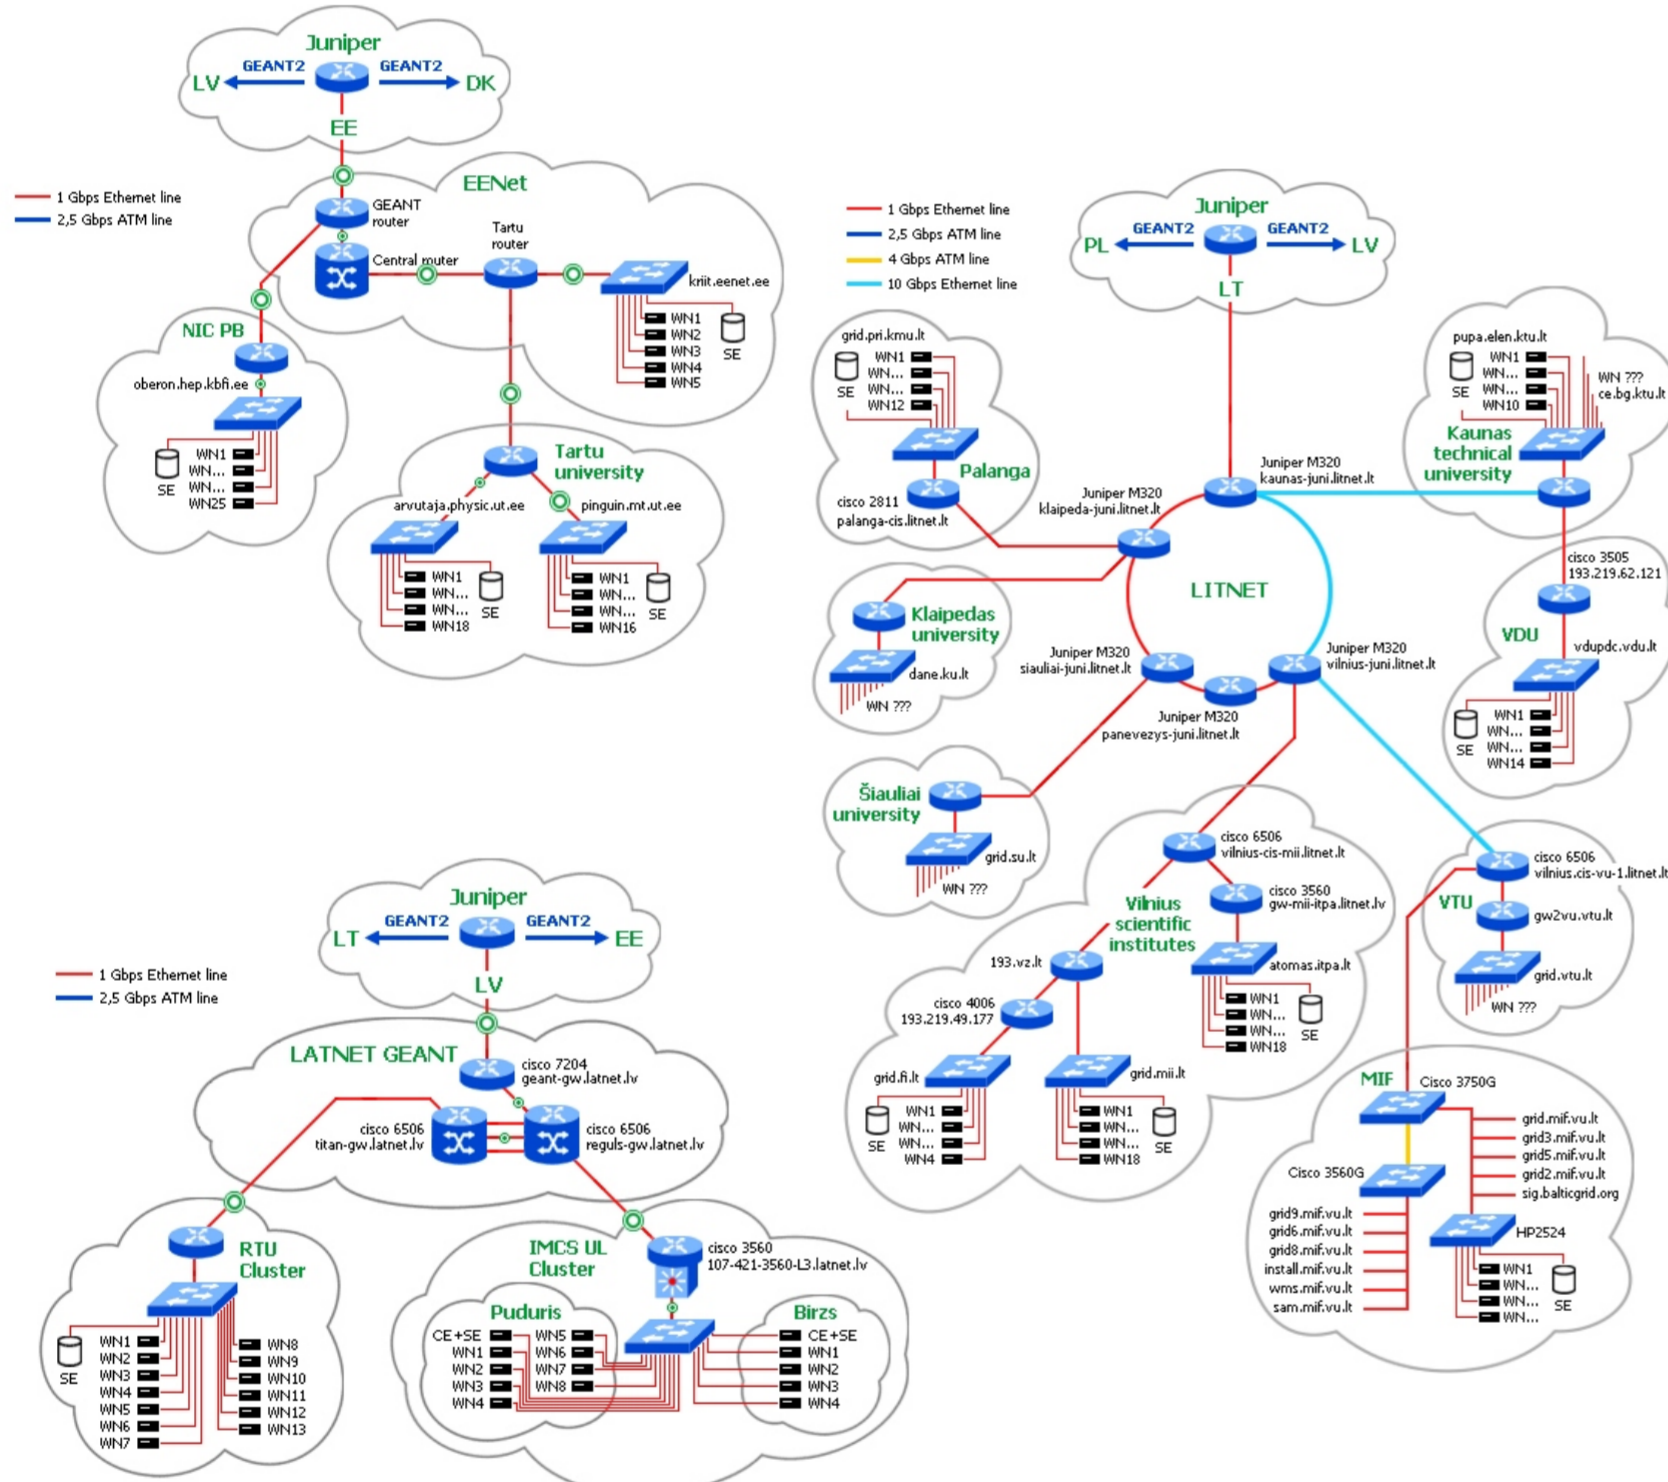 Juniper
GEANT2
GEANT2
LV
DK
EE
1 Gbps Ethernet line
2,5 Gbps ATM line
EENet
GEANT
router
Central router
Tartu
router
kriit.eenet.ee
WN1
WN2
WN3
WN4
WN5
SE
NIC PB
oberon.hep.kbfi.ee
SE
WN1
WN...
WN...
WN25
Tartu
university
arvutaja.physic.ut.ee
pinguin.mt.ut.ee
WN1
WN...
WN...
WN18
SE
WN1
WN...
WN...
WN16
SE
Juniper
GEANT2
GEANT2
LT
EE
LV
1 Gbps Ethernet line
2,5 Gbps ATM line
LATNET GEANT
cisco 7204
geant-gw.latnet.lv
cisco 6506
titan-gw.latnet.lv
cisco 6506
reguls-gw.latnet.lv
RTU
Cluster
SE
WN1
WN2
WN3
WN4
WN5
WN6
WN7
WN8
WN9
WN10
WN11
WN12
WN13
IMCS UL
Cluster
cisco 3560
107-421-3560-L3.latnet.lv
Puduris
CE+SE
WN1
WN2
WN3
WN4
WN5
WN6
WN7
WN8
Birzs
CE+SE
WN1
WN2
WN3
WN4
1 Gbps Ethernet line
2,5 Gbps ATM line
4 Gbps ATM line
10 Gbps Ethernet line
Juniper
GEANT2
GEANT2
PL
LV
LT
grid.pri.kmu.lt
SE
WN1
WN...
WN...
WN12
Palanga
cisco 2811
palanga-cis.litnet.lt
Juniper M320
klaipeda-juni.litnet.lt
Juniper M320
kaunas-juni.litnet.lt
pupa.elen.ktu.lt
SE
WN1
WN...
WN...
WN10
WN ???
ce.bg.ktu.lt
Kaunas
technical
university
LITNET
Klaipedas
university
dane.ku.lt
WN ???
Juniper M320
siauliai-juni.litnet.lt
Juniper M320
vilnius-juni.litnet.lt
Juniper M320
panevezys-juni.litnet.lt
cisco 3505
193.219.62.121
VDU
vdupdc.vdu.lt
SE
WN1
WN...
WN...
WN14
Šiauliai
university
grid.su.lt
WN ???
cisco 6506
vilnius-cis-mii.litnet.lt
Vilnius
scientific
institutes
cisco 3560
gw-mii-itpa.litnet.lv
atomas.itpa.lt
WN1
WN...
WN...
WN18
SE
193.vz.lt
cisco 4006
193.219.49.177
grid.fi.lt
SE
WN1
WN...
WN...
WN4
grid.mii.lt
WN1
WN...
WN...
WN18
SE
cisco 6506
vilnius.cis-vu-1.litnet.lt
VTU
gw2vu.vtu.lt
grid.vtu.lt
WN ???
MIF
Cisco 3750G
grid.mif.vu.lt
grid3.mif.vu.lt
grid5.mif.vu.lt
grid2.mif.vu.lt
sig.balticgrid.org
Cisco 3560G
grid9.mif.vu.lt
grid6.mif.vu.lt
grid8.mif.vu.lt
install.mif.vu.lt
wms.mif.vu.lt
sam.mif.vu.lt
HP2524
WN1
WN...
WN...
WN...
SE